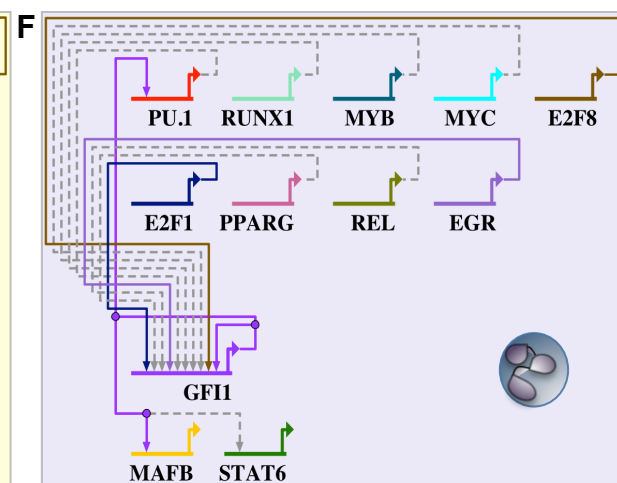 F
PU.1 RUNX1 MYB MYC E2F8
E2F1 PPARG REL EGR
GFI1
MAFB STAT6